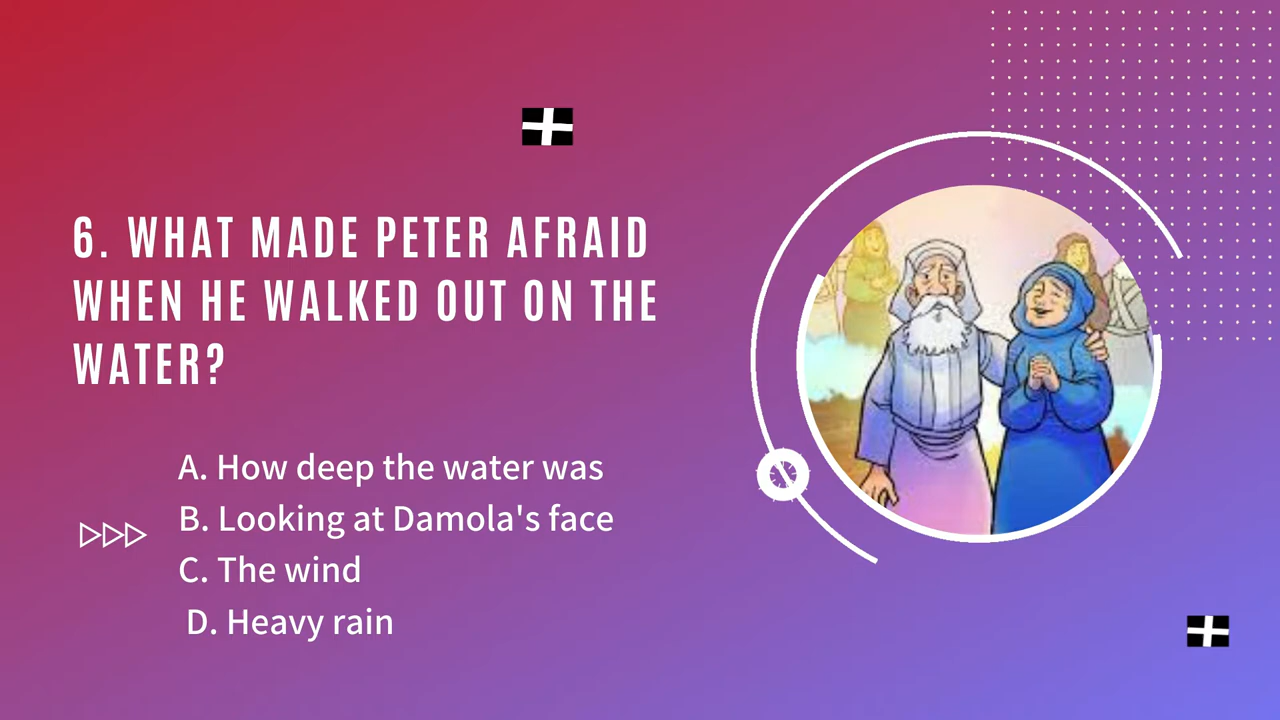 6. WHAT MADE PETER AFRAID
WHEN HE WALKED OUT ON THE
WATER?
A. How deep the water was
B. Looking at Damola's face
C. The wind
D. Heavy rain